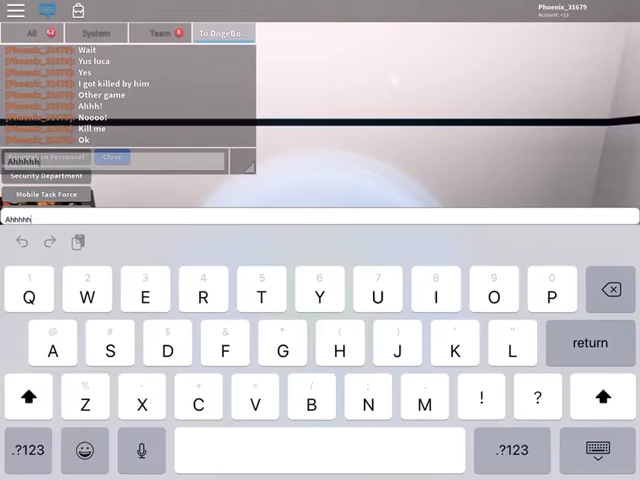 Phoenix_31679
Account: <13
All 62 System Team 8 To DogeBo...
[Phoenix_31679]: Wait
[Phoenix_31679]: Yus luca
[Phoenix_31679]: Yes
[Phoenix_31679]: I got killed by him
[Phoenix_31679]: Other game
[Phoenix_31679]: Ahhh!
[Phoenix_31679]: Noooo!
[Phoenix_31679]: Kill me
[Phoenix_31679]: Ok
Personnel Close
Ahhhhh
Security Department
Mobile Task Force
Ahhhhh
1 2 3 4 5 6 7 8 9 0
Q W E R T Y U I O P
@ # $ & * ( ) ' "
A S D F G H J K L return
% - + = / ; :
Z X C V B N M ! ?
.?123 .?123